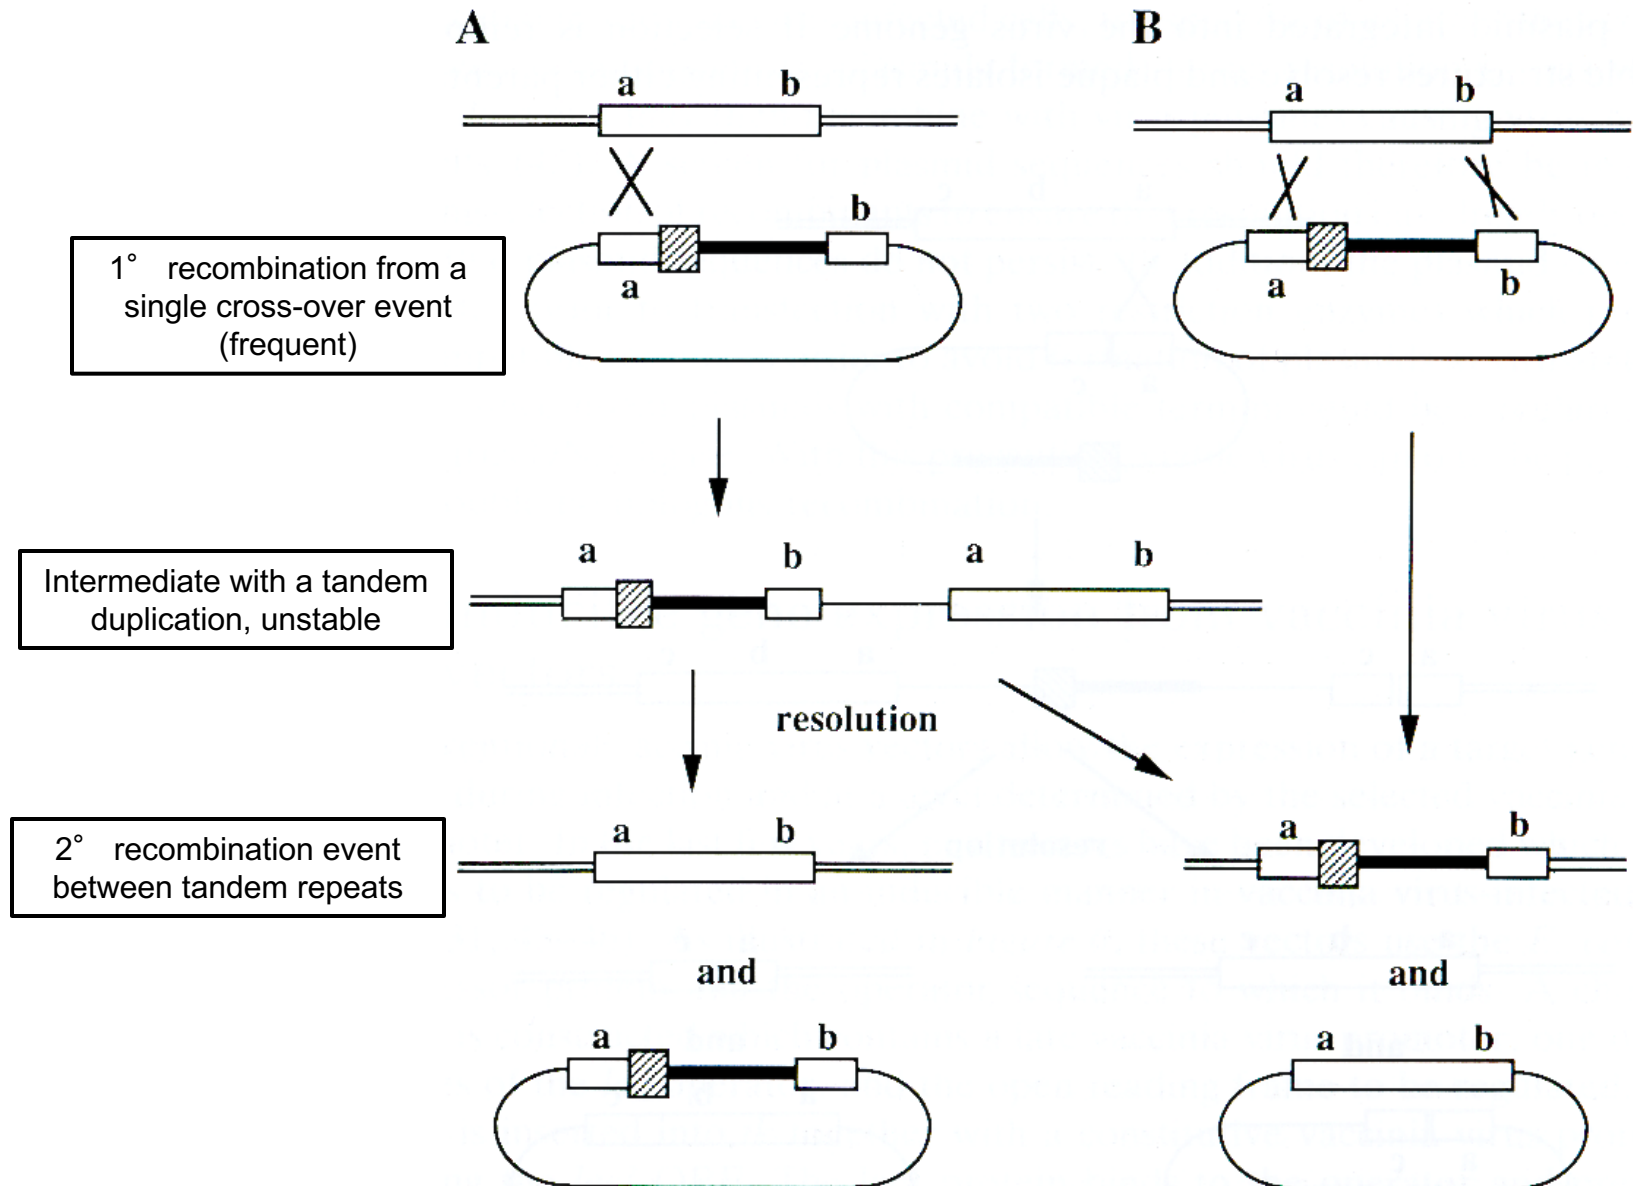 A B
a b
a b
b
1° recombination from a
single cross-over event
(frequent)
a
a b
a b a b
Intermediate with a tandem
duplication, unstable
resolution
a b
a b
2° recombination event
between tandem repeats
and
and
a b
a b